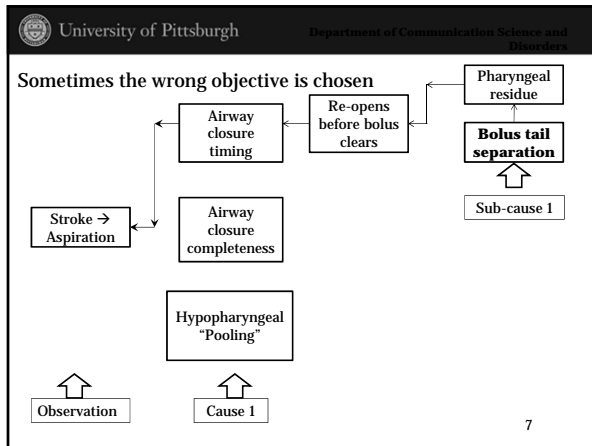 University of Pittsburgh
Department of Communication Science and
Disorders
Sometimes the wrong objective is chosen
Pharyngeal
residue
Re-opens
before bolus
clears
Airway
closure
timing
Bolus tail
separation
Sub-cause 1
Stroke →
Aspiration
Airway
closure
completeness
Hypopharyngeal
“Pooling”
Observation
Cause 1
7